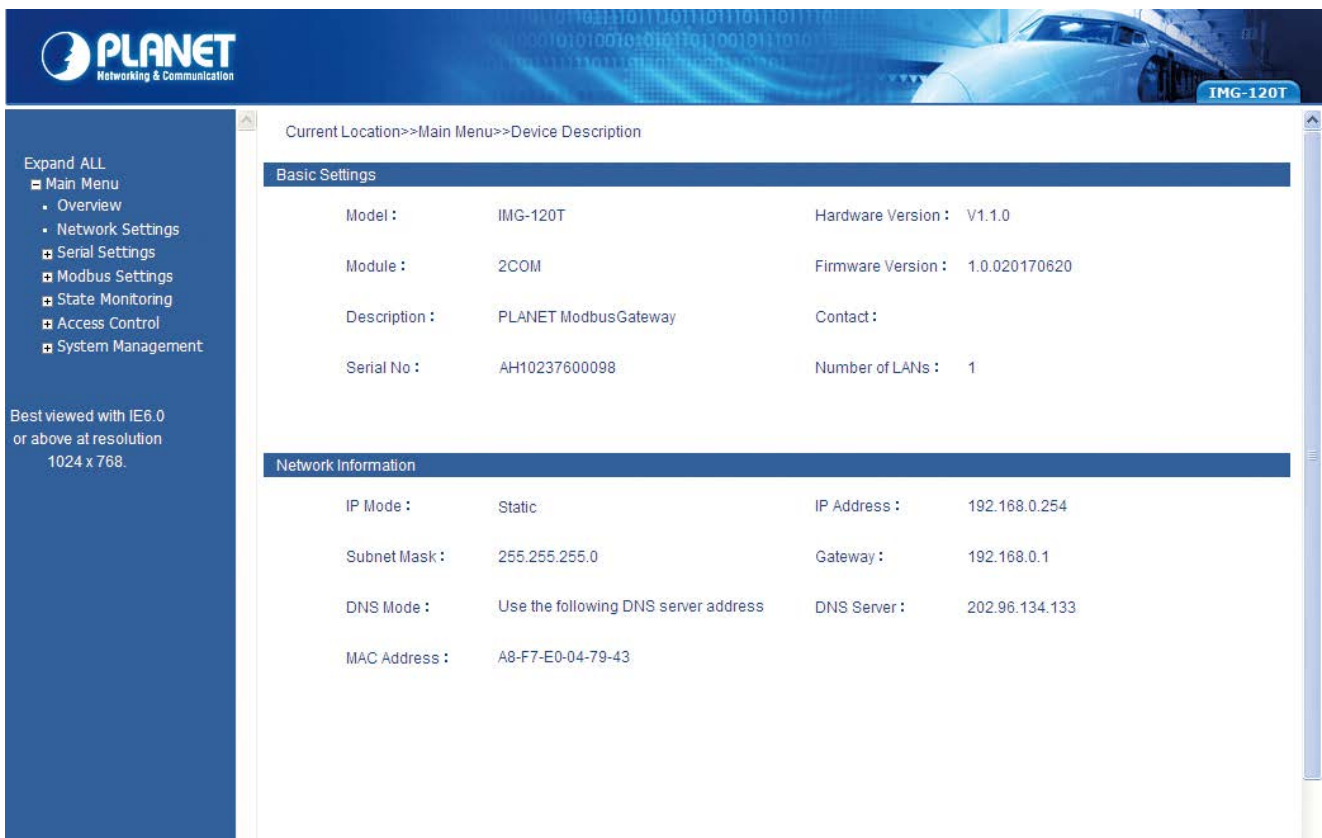 PLANET
Networking & Communication
IMG-120T
Expand ALL
Main Menu
Overview
Network Settings
Serial Settings
Modbus Settings
State Monitoring
Access Control
System Management
Best viewed with IE6.0
or above at resolution
1024 x 768.
Current Location>>Main Menu>>Device Description
Basic Settings
Model: IMG-120T Hardware Version: V1.1.0
Module: 2COM Firmware Version: 1.0.020170620
Description: PLANET ModbusGateway Contact:
Serial No: AH10237600098 Number of LANs: 1
Network Information
IP Mode: Static IP Address: 192.168.0.254
Subnet Mask: 255.255.255.0 Gateway: 192.168.0.1
DNS Mode: Use the following DNS server address DNS Server: 202.96.134.133
MAC Address: A8-F7-E0-04-79-43